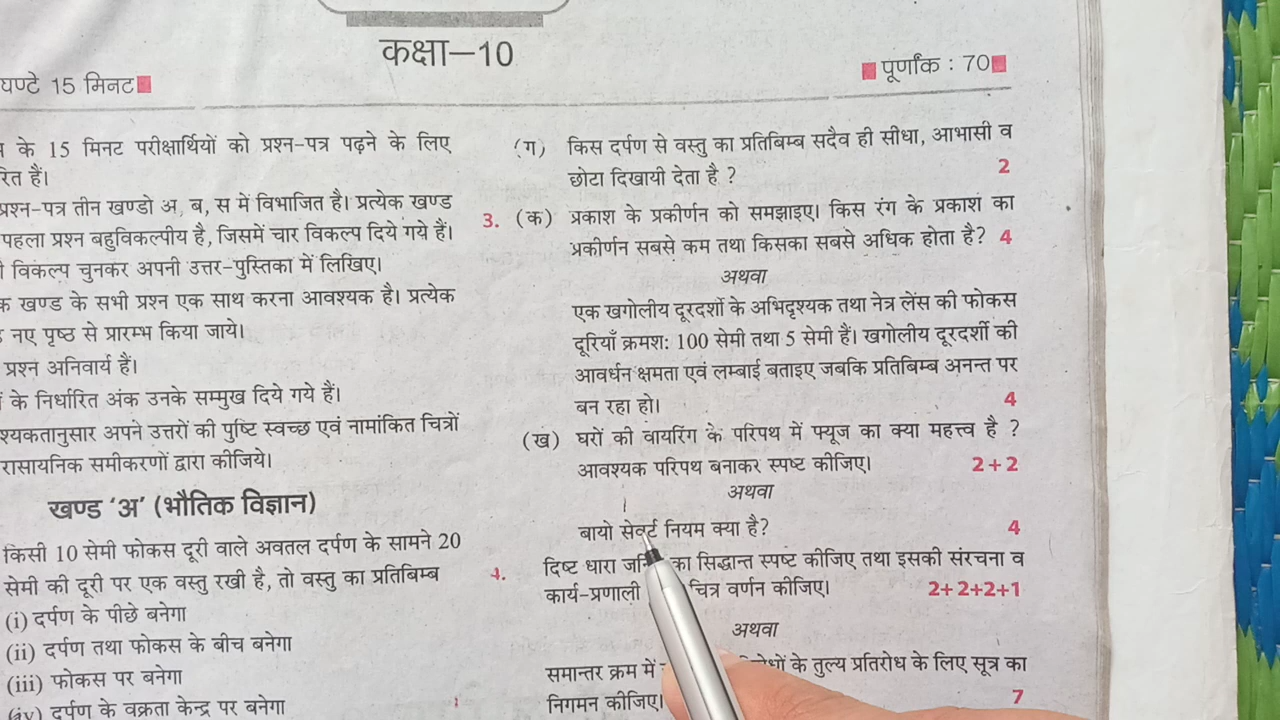 कक्षा—10
घण्टे 15 मिनट
पूर्णांक : 70
के 15 मिनट परीक्षार्थियों को प्रश्न-पत्र पढ़ने के लिए
हैं।
प्रश्न-पत्र तीन खण्डो अ, ब, स में विभाजित है। प्रत्येक खण्ड
पहला प्रश्न बहुविकल्पीय है, जिसमें चार विकल्प दिये गये हैं।
विकल्प चुनकर अपनी उत्तर-पुस्तिका में लिखिए।
खण्ड के सभी प्रश्न एक साथ करना आवश्यक है। प्रत्येक
नए पृष्ठ से प्रारम्भ किया जाये।
प्रश्न अनिवार्य हैं।
के निर्धारित अंक उनके सम्मुख दिये गये हैं।
अपने उत्तरों की पुष्टि स्वच्छ एवं नामांकित चित्रों
समीकरणों द्वारा कीजिये।
खण्ड ‘अ’ (भौतिक विज्ञान)
किसी 10 सेमी फोकस दूरी वाले अवतल दर्पण के सामने 20
सेमी की दूरी पर एक वस्तु रखी है, तो वस्तु का प्रतिबिम्ब
(i) दर्पण के पीछे बनेगा
(ii) दर्पण तथा फोकस के बीच बनेगा
(iii) फोकस पर बनेगा
(iv) दर्पण के वक्रता केन्द्र पर बनेगा 1
(ग) किस दर्पण से वस्तु का प्रतिबिम्ब सदैव ही सीधा, आभासी व
छोटा दिखायी देता है ? 2
3. (क) प्रकाश के प्रकीर्णन को समझाइए। किस रंग के प्रकाश का
प्रकीर्णन सबसे कम तथा किसका सबसे अधिक होता है? 4
अथवा
एक खगोलीय दूरदर्शी के अभिदृश्यक तथा नेत्र लेंस की फोकस
दूरियाँ क्रमश: 100 सेमी तथा 5 सेमी हैं। खगोलीय दूरदर्शी की
आवर्धन क्षमता एवं लम्बाई बताइए जबकि प्रतिबिम्ब अनन्त पर
बन रहा हो। 4
(ख) घरों की वायरिंग के परिपथ में फ्यूज का क्या महत्त्व है ?
आवश्यक परिपथ बनाकर स्पष्ट कीजिए। 2+2
अथवा
बायो सेवर्ट नियम क्या है? 4
4. दिष्ट धारा का सिद्धान्त स्पष्ट कीजिए तथा इसकी संरचना व
कार्य-प्रणाली चित्र वर्णन कीजिए। 2+2+2+1
अथवा
समान्तर क्रम में के तुल्य प्रतिरोध के लिए सूत्र का
निगमन कीजिए। 7